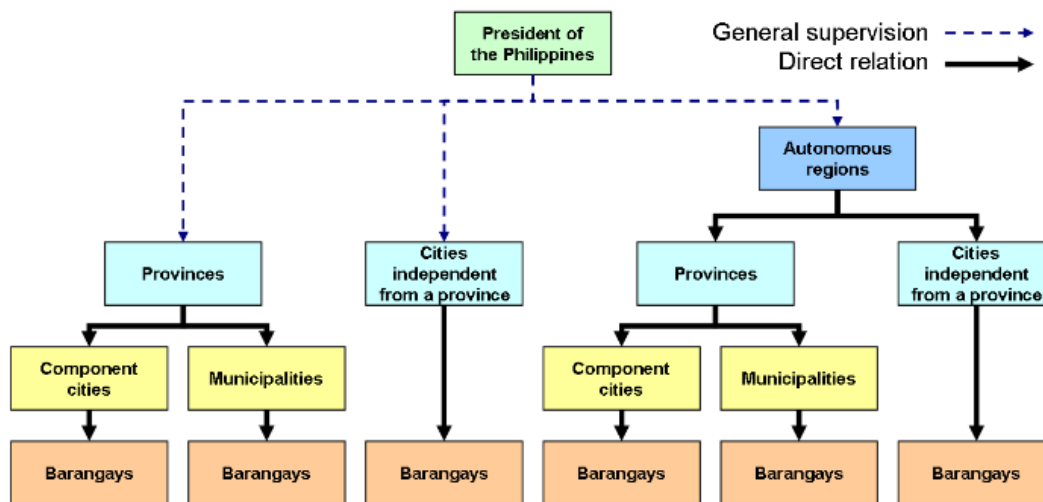 President of
the Philippines
General supervision
Direct relation
Autonomous
regions
Provinces
Cities
independent
from a province
Provinces
Cities
independent
from a province
Component
cities
Municipalities
Component
cities
Municipalities
Barangays
Barangays
Barangays
Barangays
Barangays
Barangays